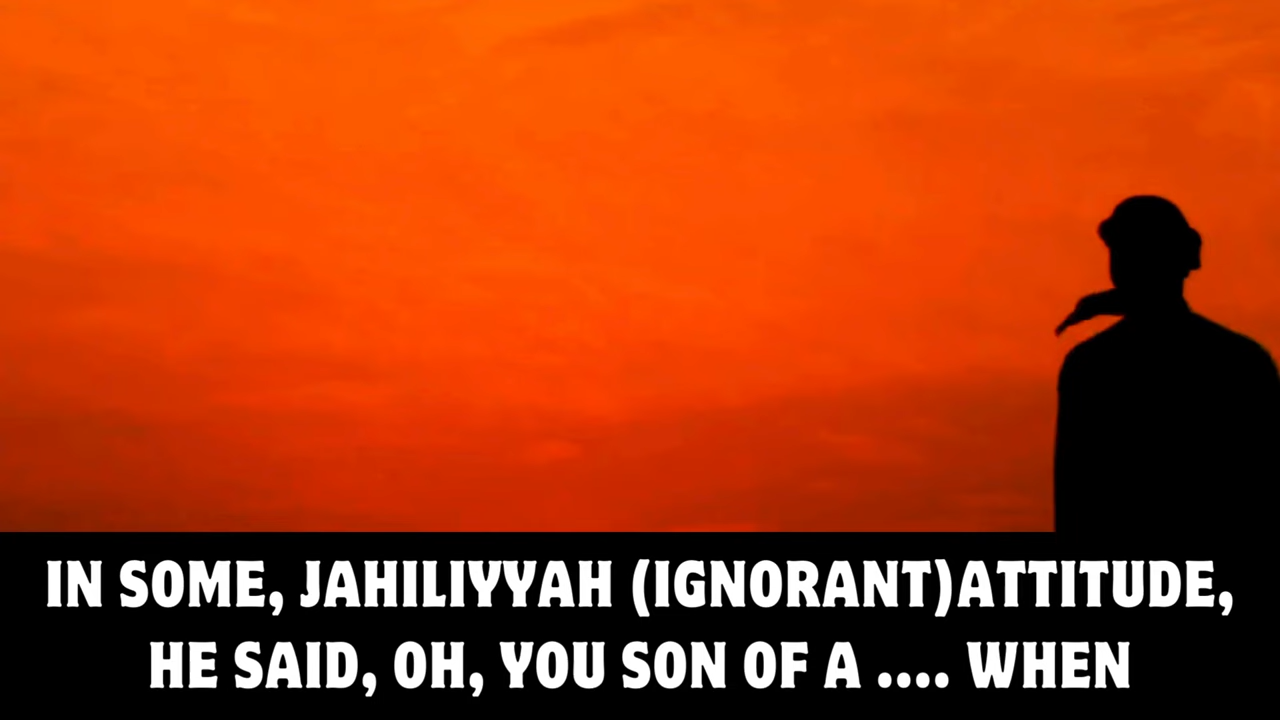 IN SOME, JAHILIYYAH (IGNORANT)ATTITUDE,
HE SAID, OH, YOU SON OF A .... WHEN